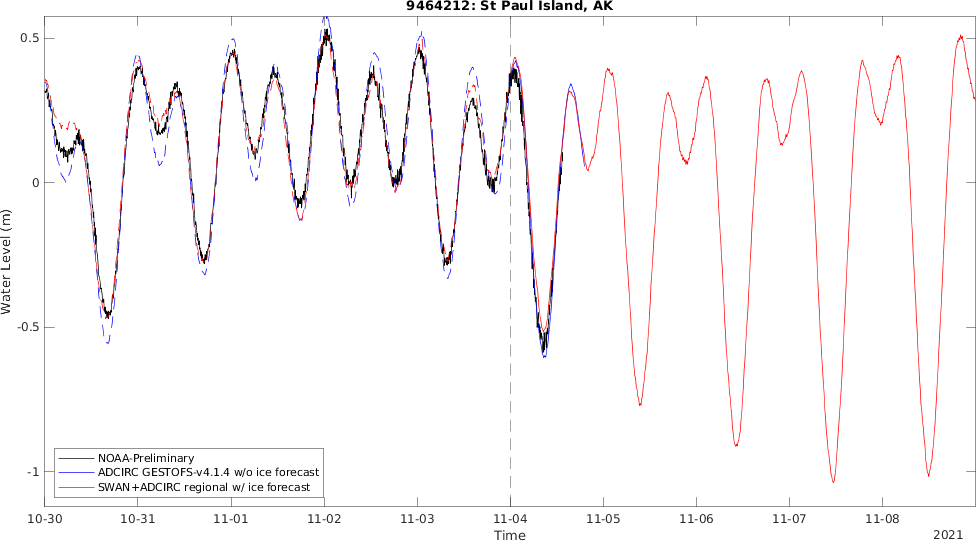 9464212: St Paul Island, AK
Water Level (m)
0.5
0
-0.5
-1
NOAA-Preliminary
ADCIRC GESTOFS-v4.1.4 w/o ice forecast
SWAN+ADCIRC regional w/ ice forecast
10-30 10-31 11-01 11-02 11-03 11-04 11-05 11-06 11-07 11-08
Time
2021